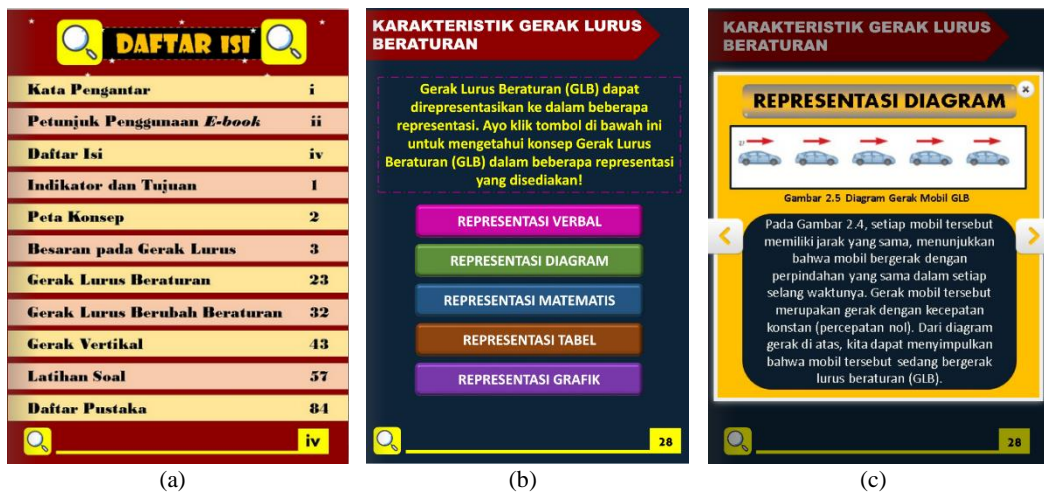 DAFTAR ISI
Kata Pengantar i
Petunjuk Penggunaan E-book ii
Daftar Isi iv
Indikator dan Tujuan 1
Peta Konsep 2
Besaran pada Gerak Lurus 3
Gerak Lurus Beraturan 23
Gerak Lurus Berubah Beraturan 32
Gerak Vertikal 43
Latihan Soal 57
Daftar Pustaka 84
iv
(a)
KARAKTERISTIK GERAK LURUS
BERATURAN
Gerak Lurus Beraturan (GLB) dapat
direpresentasikan ke dalam beberapa
representasi. Ayo klik tombol di bawah ini
untuk mengetahui konsep Gerak Lurus
Beraturan (GLB) dalam beberapa representasi
yang disediakan!
REPRESENTASI VERBAL
REPRESENTASI DIAGRAM
REPRESENTASI MATEMATIS
REPRESENTASI TABEL
REPRESENTASI GRAFIK
28
(b)
KARAKTERISTIK GERAK LURUS
BERATURAN
REPRESENTASI DIAGRAM
Gambar 2.5 Diagram Gerak Mobil GLB
Pada Gambar 2.4, setiap mobil tersebut
memiliki jarak yang sama, menunjukkan
bahwa mobil bergerak dengan
perpindahan yang sama dalam setiap
selang waktunya. Gerak mobil tersebut
merupakan gerak dengan kecepatan
konstan (percepatan nol). Dari diagram
gerak di atas, kita dapat menyimpulkan
bahwa mobil tersebut sedang bergerak
lurus beraturan (GLB).
28
(c)